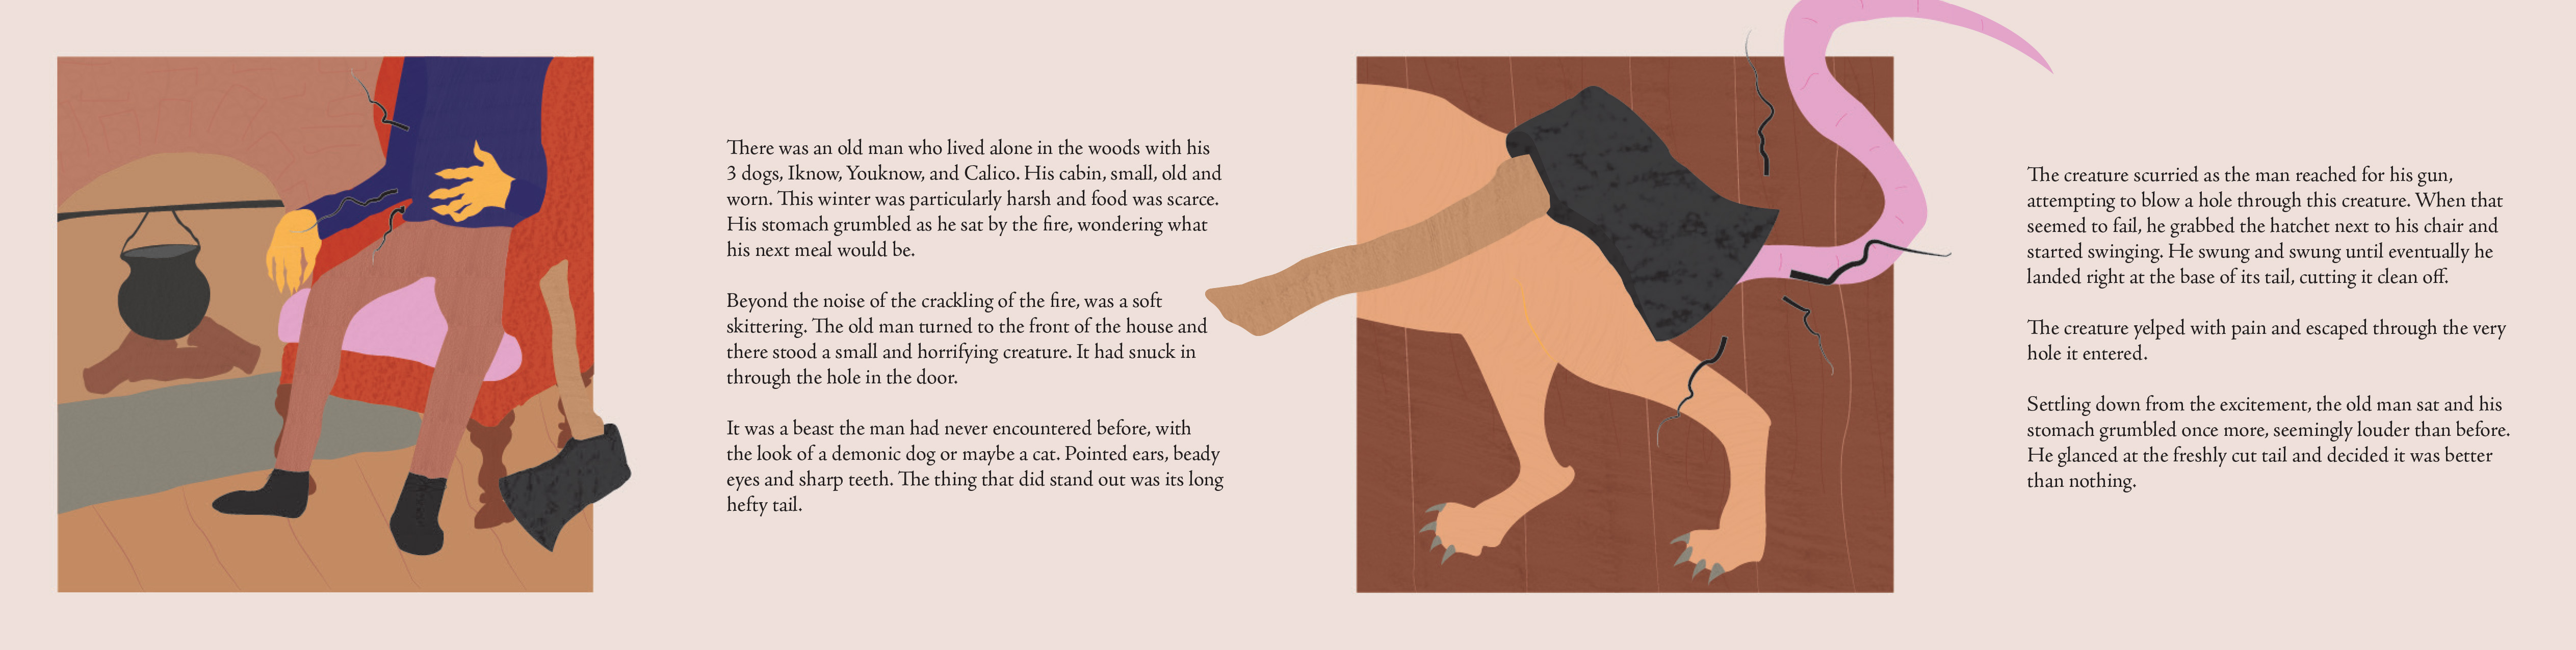 There was an old man who lived alone in the woods with his
3 dogs, Iknow, Youknow, and Calico. His cabin, small, old and
worn. This winter was particularly harsh and food was scarce.
His stomach grumbled as he sat by the fire, wondering what
his next meal would be.
Beyond the noise of the crackling of the fire, was a soft
skittering. The old man turned to the front of the house and
there stood a small and horrifying creature. It had snuck in
through the hole in the door.
It was a beast the man had never encountered before, with
the look of a demonic dog or maybe a cat. Pointed ears, beady
eyes and sharp teeth. The thing that did stand out was its long
hefty tail.
The creature scurried as the man reached for his gun,
attempting to blow a hole through this creature. When that
seemed to fail, he grabbed the hatchet next to his chair and
started swinging. He swung and swung until eventually he
landed right at the base of its tail, cutting it clean off.
The creature yelped with pain and escaped through the very
hole it entered.
Settling down from the excitement, the old man sat and his
stomach grumbled once more, seemingly louder than before.
He glanced at the freshly cut tail and decided it was better
than nothing.